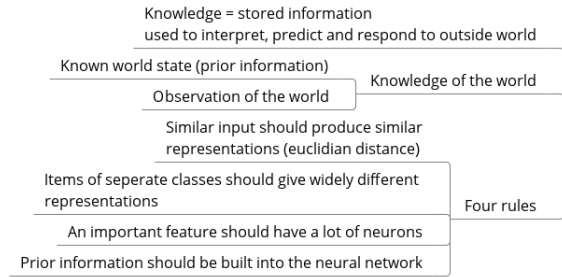 Knowledge = stored information
used to interpret, predict and respond to outside world
Known world state (prior information)
Observation of the world
Knowledge of the world
Similar input should produce similar
representations (euclidian distance)
Items of seperate classes should give widely different
representations
An important feature should have a lot of neurons
Prior information should be built into the neural network
Four rules